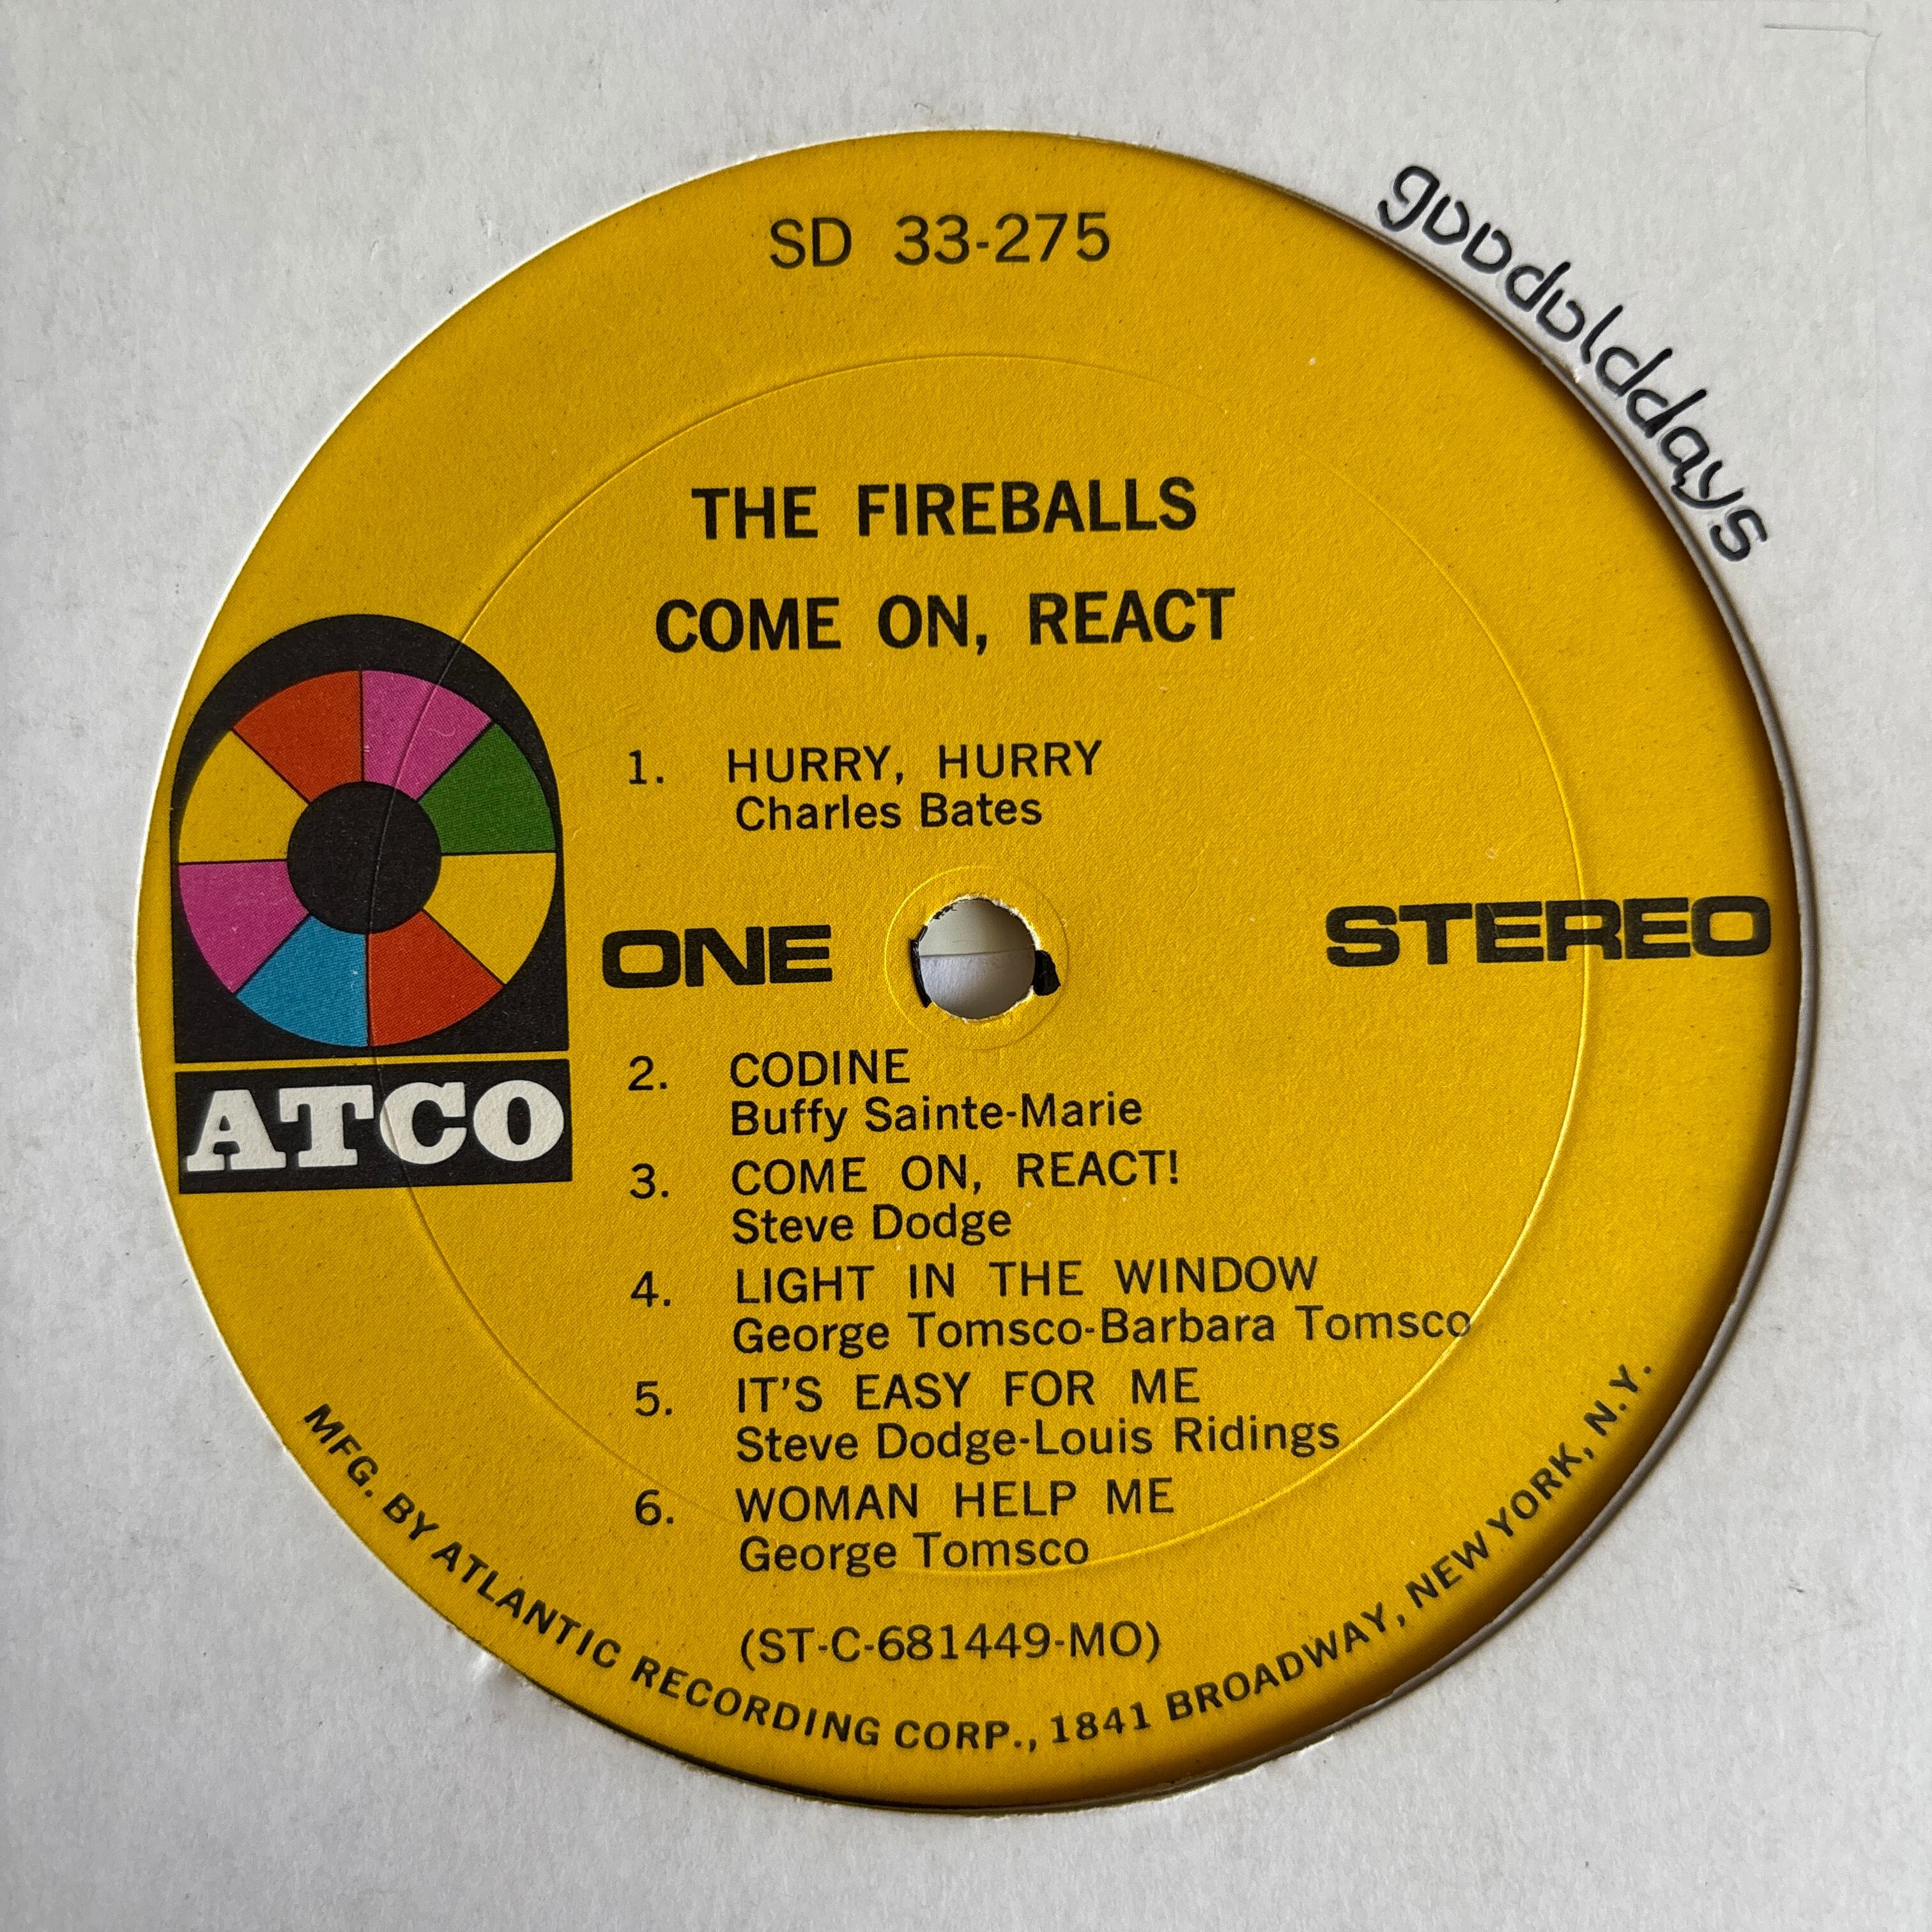 SD 33-275
gooddolddays
THE FIREBALLS
COME ON, REACT
1. HURRY, HURRY
Charles Bates
ONE
STEREO
ATCO
2. CODINE
Buffy Sainte-Marie
3. COME ON, REACT!
Steve Dodge
4. LIGHT IN THE WINDOW
George Tomsco-Barbara Tomsco
5. IT'S EASY FOR ME
Steve Dodge-Louis Ridings
6. WOMAN HELP ME
George Tomsco
(ST-C-681449-MO)
MFG. BY ATLANTIC RECORDING CORP., 1841 BROADWAY, NEW YORK, N.Y.